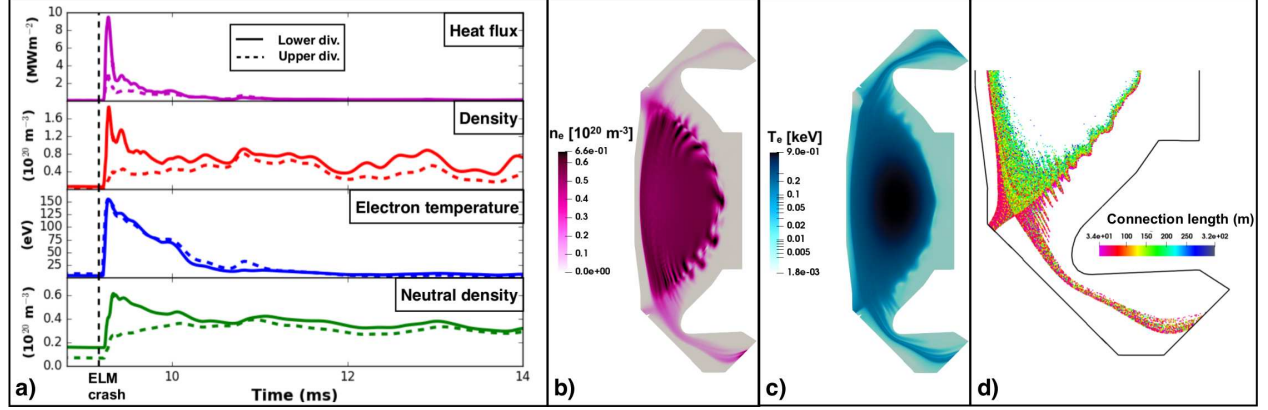 10
8
6
4
2
(MWm⁻²)
Heat flux
Lower div.
Upper div.
1.6
1.2
0.8
0.4
(10²⁰ m⁻³)
Density
150
125
100
75
50
25
(eV)
Electron temperature
0.6
0.4
0.2
0.0
(10²⁰ m⁻³)
Neutral density
10
12
14
ELM
crash
Time (ms)
a)
nₑ [10²⁰ m⁻³]
6.6e-01
0.6
0.5
0.4
0.3
0.2
0.1
0.0e+00
b)
Tₑ [keV]
9.0e-01
0.2
0.1
0.05
0.02
0.01
0.005
1.8e-03
c)
Connection length (m)
3.4e+01
100
150
200
250
3.2e+02
d)